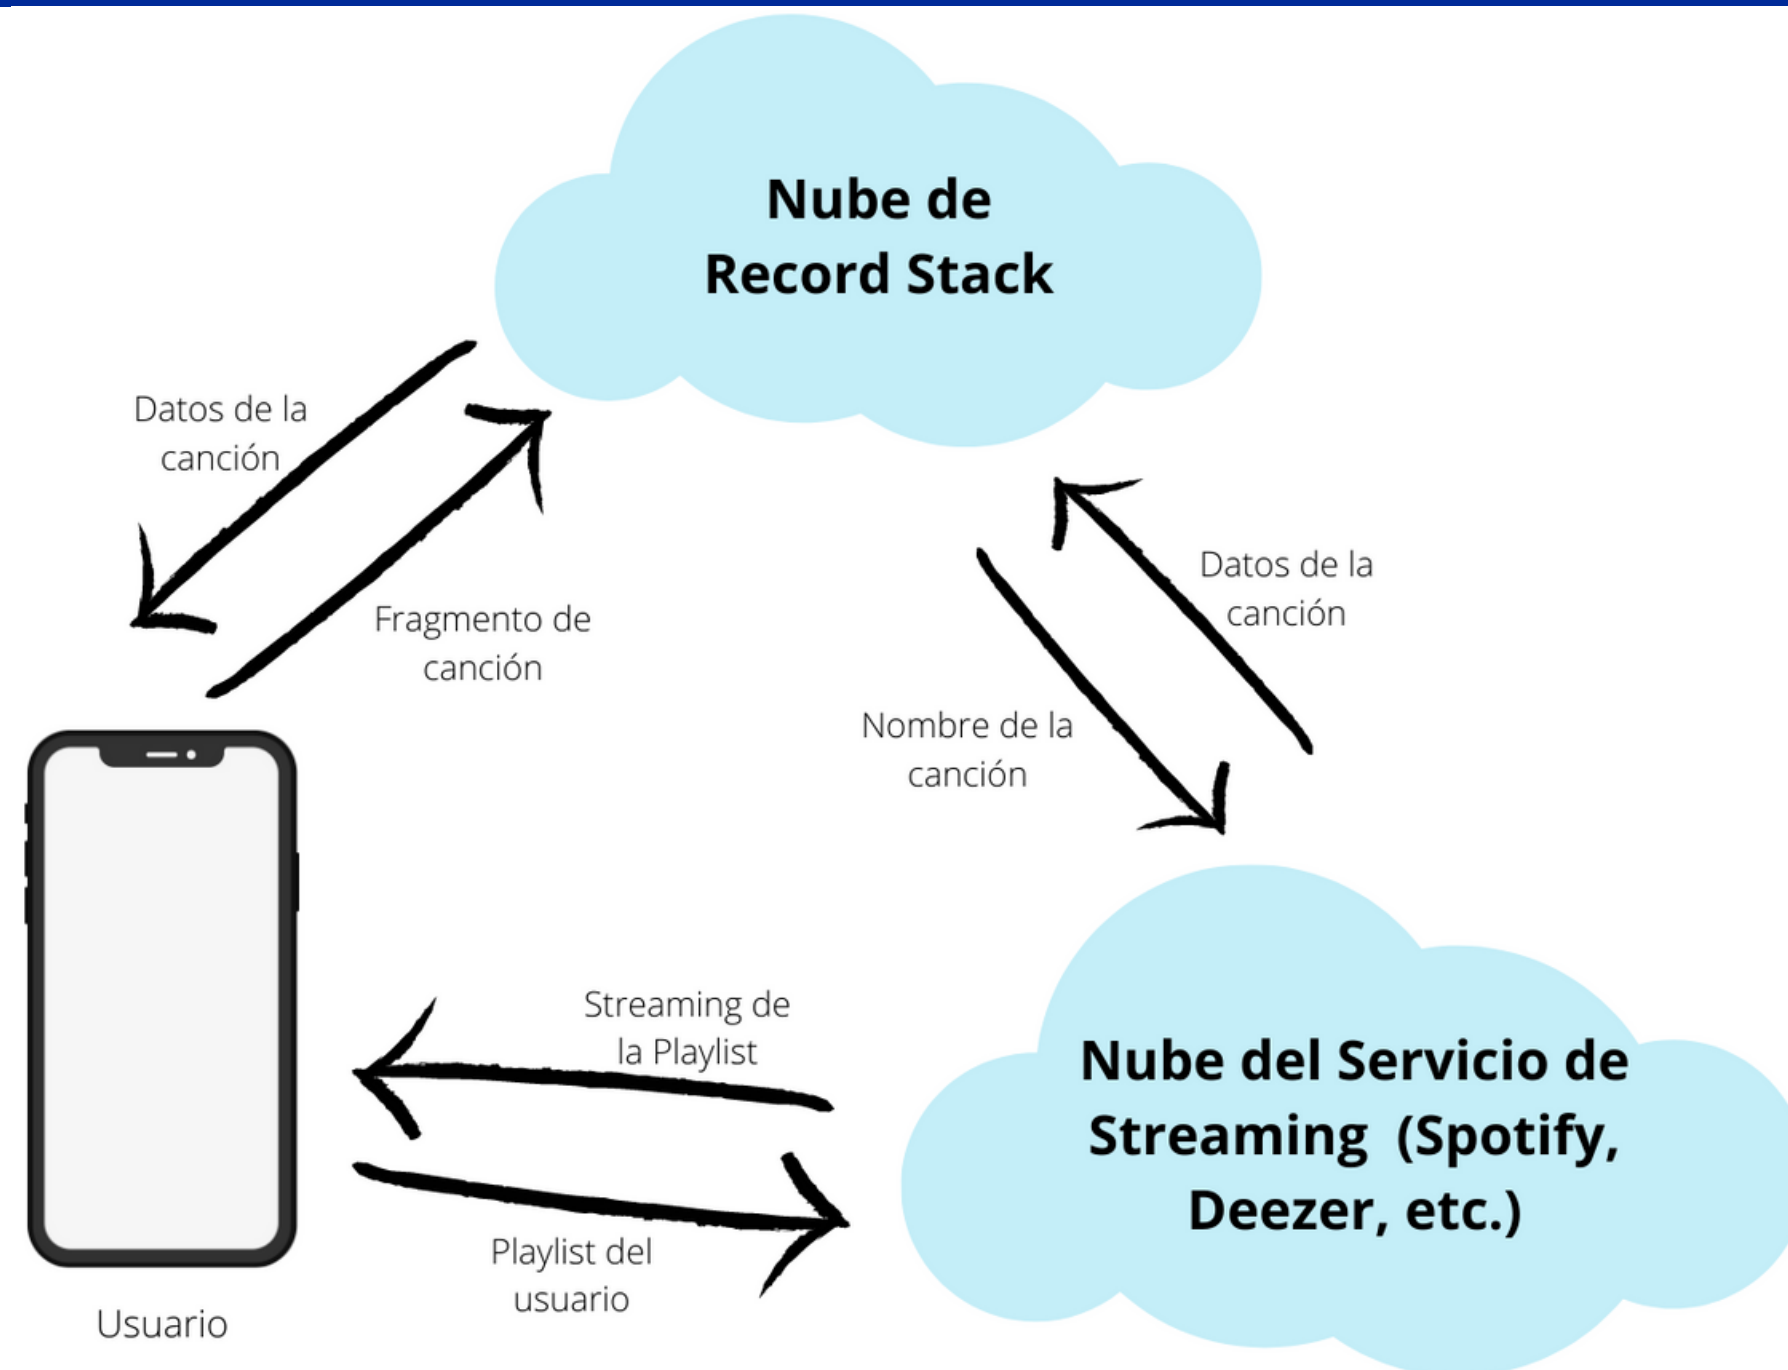 Nube de
Record Stack
Datos de la
canción
Fragmento de
canción
Datos de la
canción
Nombre de la
canción
Streaming de
la Playlist
Nube del Servicio de
Streaming (Spotify,
Deezer, etc.)
Playlist del
usuario
Usuario